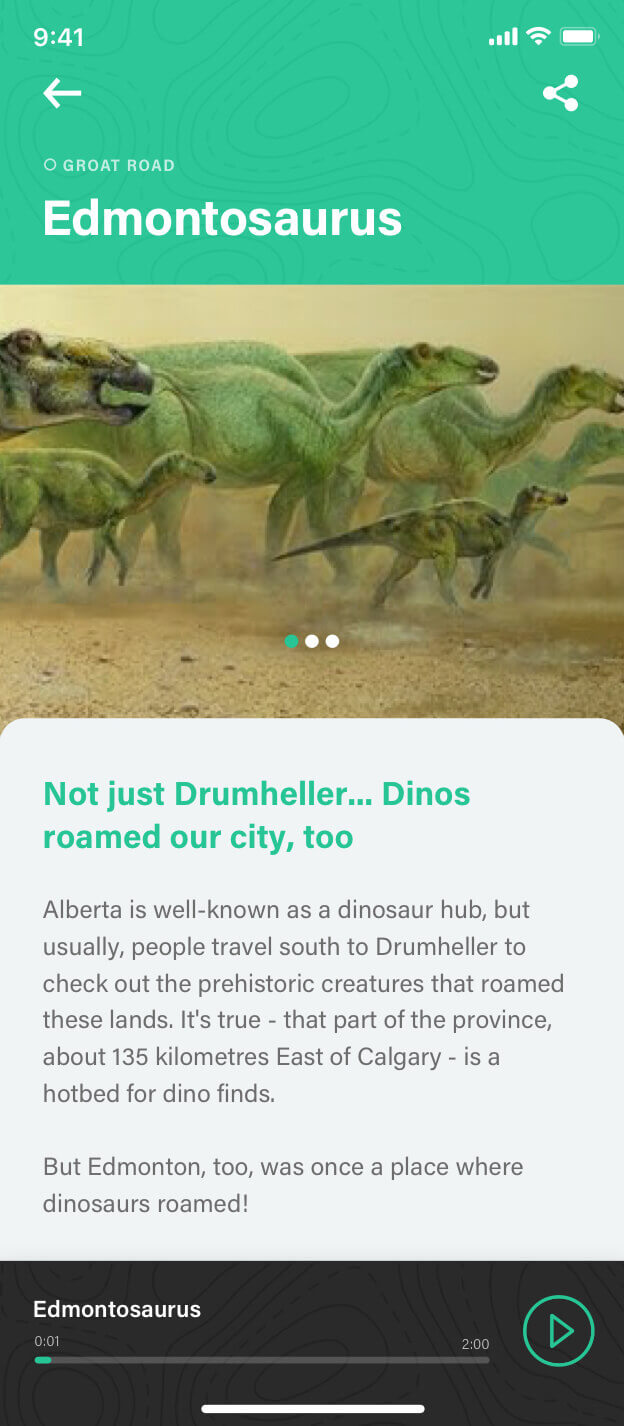 9:41
GROAT ROAD
Edmontosaurus
Not just Drumheller... Dinos
roamed our city, too
Alberta is well-known as a dinosaur hub, but
usually, people travel south to Drumheller to
check out the prehistoric creatures that roamed
these lands. It's true - that part of the province,
about 135 kilometres East of Calgary - is a
hotbed for dino finds.
But Edmonton, too, was once a place where
dinosaurs roamed!
Edmontosaurus
0:01
2:00